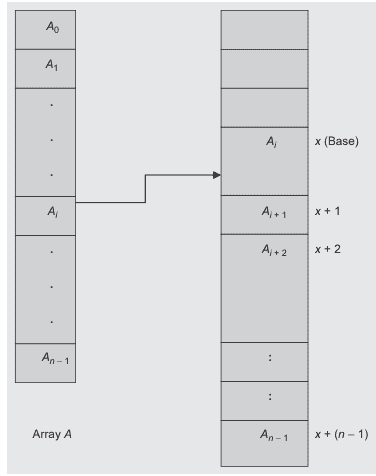 A0
A1
.
.
.
Ai
.
.
.
An – 1
Array A
Ai x (Base)
Ai + 1 x + 1
Ai + 2 x + 2
:
:
An – 1 x + (n – 1)